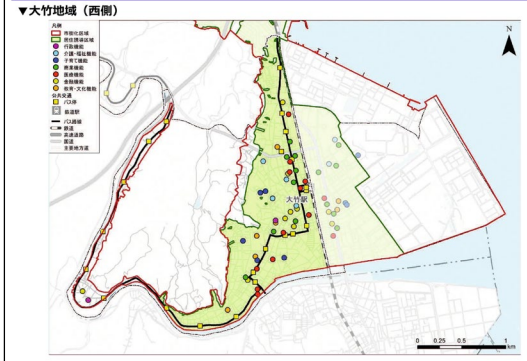 ▼大竹地域（西側）
凡例
市街化区域
居住誘導区域
行政機能
介護・福祉機能
子育て機能
商業機能
医療機能
金融機能
教育・文化機能
公共交通
バス停
鉄道駅
バス路線
鉄道
高速道路
国道
主要地方道
大竹駅
0 0.25 0.5 1
km